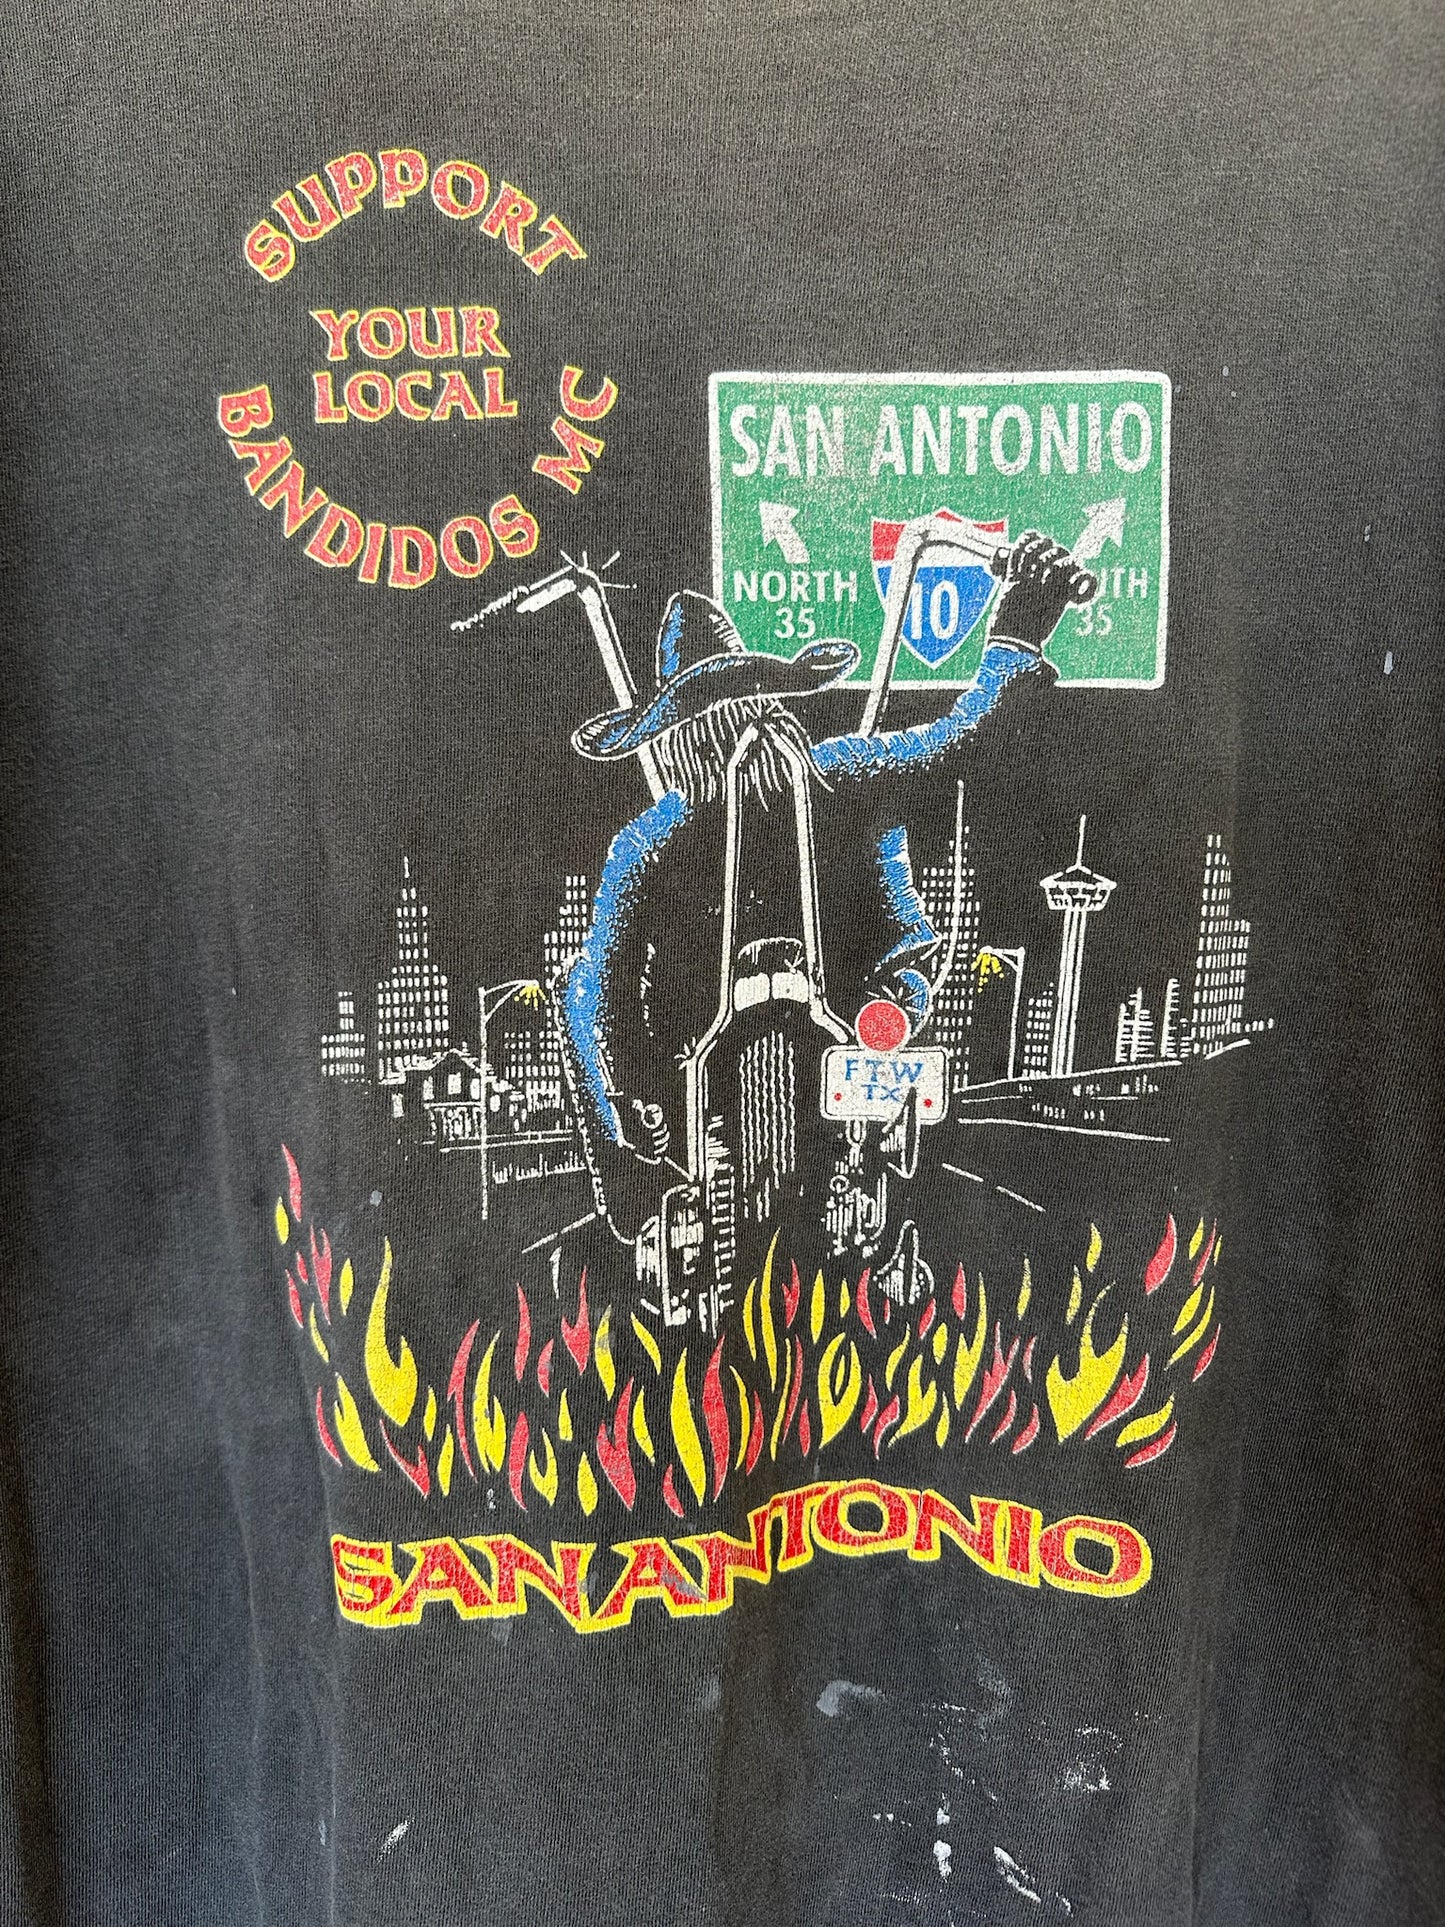 SUPPORT
YOUR
LOCAL
BANDIDOS MC
SAN ANTONIO
NORTH
35
10
35
FTW
TX
SAN ANTONIO